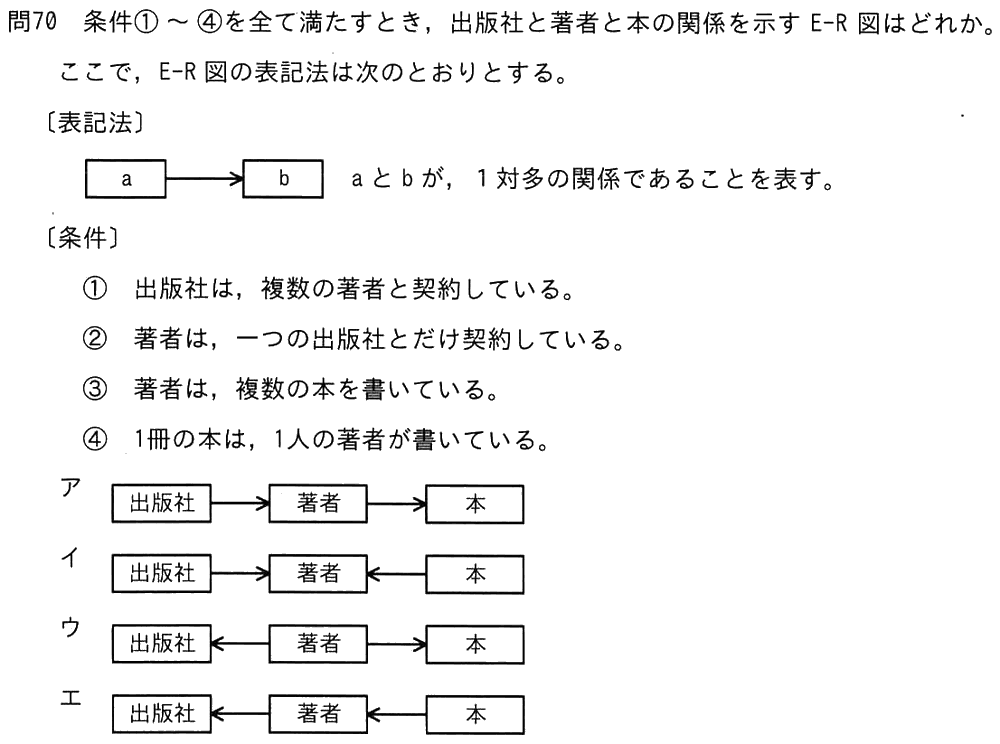 問70 条件①～④を全て満たすとき，出版社と著者と本の関係を示すE-R図はどれか。
ここで，E-R図の表記法は次のとおりとする。
〔表記法〕
a b aとbが，1対多の関係であることを表す。
〔条件〕
① 出版社は，複数の著者と契約している。
② 著者は，一つの出版社とだけ契約している。
③ 著者は，複数の本を書いている。
④ 1冊の本は，1人の著者が書いている。
ア 出版社 著者 本
イ 出版社 著者 本
ウ 出版社 著者 本
エ 出版社 著者 本